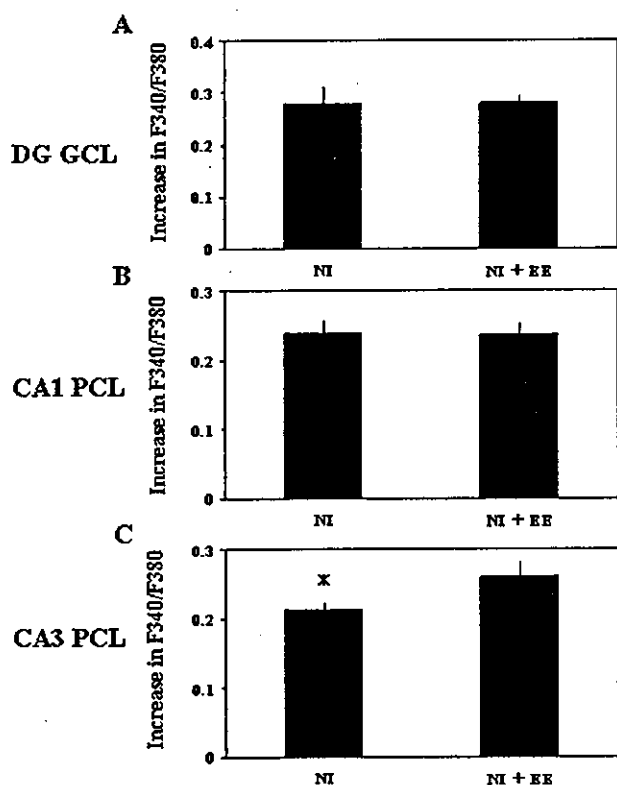 A
Increase in F340/F380
0.4
0.3
0.2
0.1
0
DG GCL
NI
NI + EE
B
Increase in F340/F380
0.3
0.2
0.1
0
CA1 PCL
NI
NI + EE
C
Increase in F340/F380
0.3
0.2
0.1
0
*
CA3 PCL
NI
NI + EE